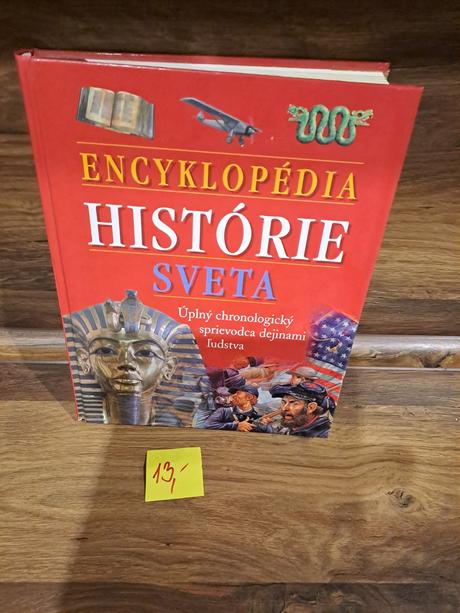 ENCYKLOPÉDIA
HISTÓRIE
SVETA
Úplný chronologický
sprievodca dejinami
ľudstva
13,-